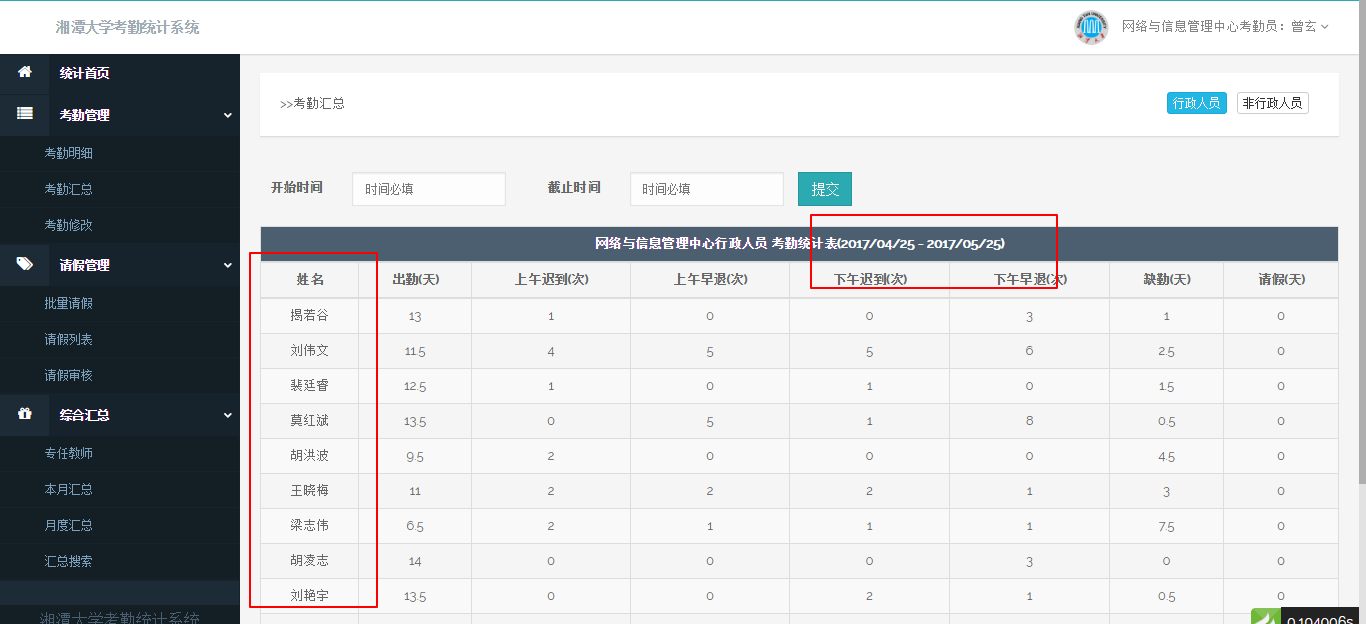 湘潭大学考勤统计系统
网络与信息管理中心考勤员：曾玄
统计首页
考勤管理
考勤明细
考勤汇总
考勤修改
请假管理
批里请假
请假列表
请假审核
综合汇总
专任教师
本月汇总
月度汇总
汇总搜索
湘潭大学考勤统计系统
>>考勤汇总
行政人员 非行政人员
开始时间 时间必填 截止时间 时间必填 提交
网络与信息管理中心行政人员 考勤统计表(2017/04/25 - 2017/05/25)
姓名 出勤(天) 上午迟到(次) 上午早退(次) 下午迟到(次) 下午早退(次) 缺勤(天) 请假(天)
揭若谷 13 1 0 0 3 1 0
刘伟文 11.5 4 5 5 6 2.5 0
裴廷睿 12.5 1 0 1 0 1.5 0
莫红斌 13.5 0 5 1 8 0.5 0
胡洪波 9.5 2 0 0 0 4.5 0
王晓梅 11 2 2 2 1 3 0
梁志伟 6.5 2 1 1 1 7.5 0
胡凌志 14 0 0 0 3 0 0
刘艳宇 13.5 0 0 2 1 0.5 0
0.104006s